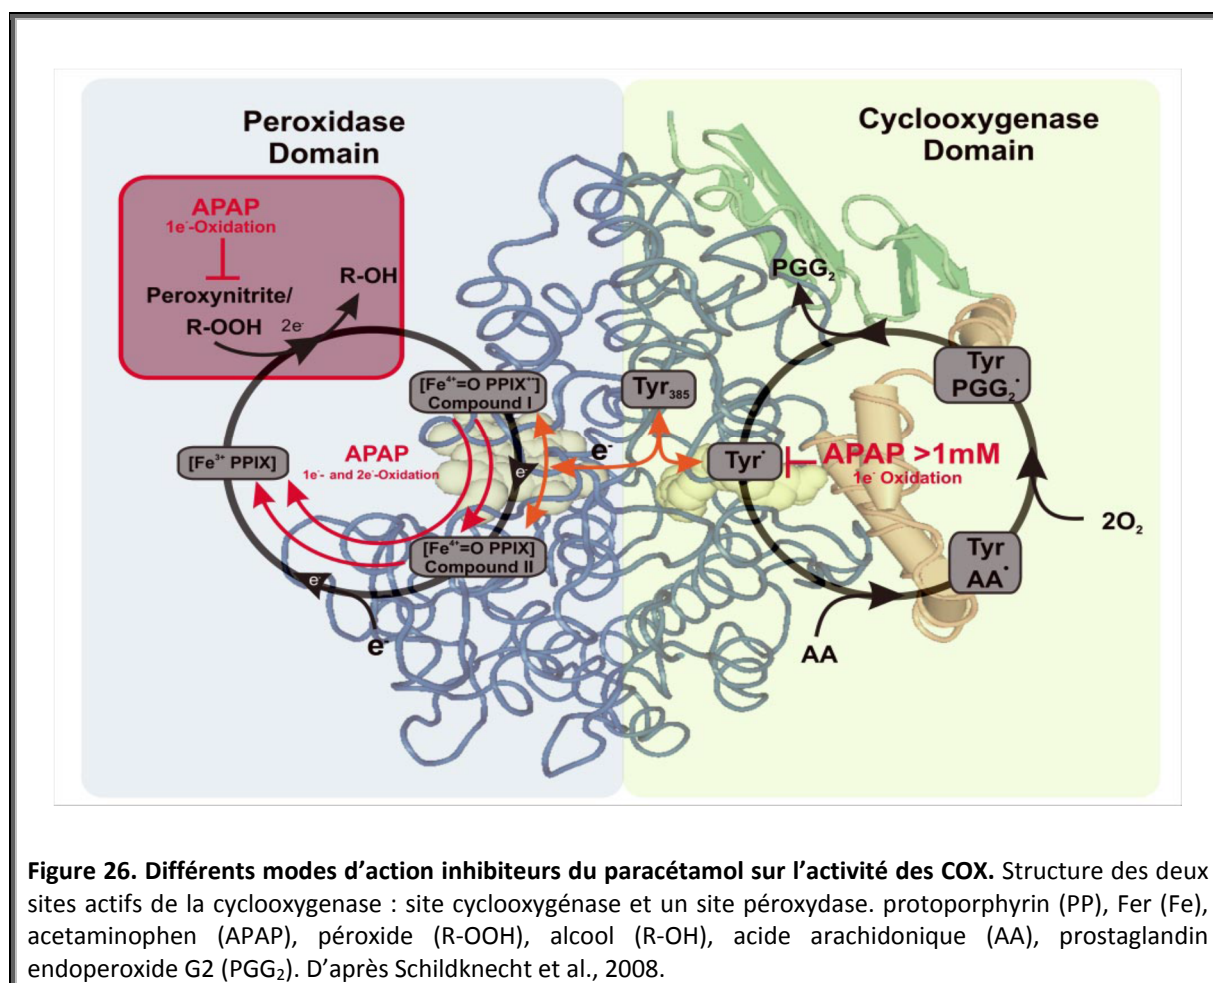 Peroxidase
Domain
Cyclooxygenase
Domain
APAP
1e⁻-Oxidation
Peroxynitrite/
R-OOH
2e⁻
R-OH
[Fe⁴⁺=O PPIX⁺˙]
Compound I
[Fe³⁺ PPIX]
APAP
1e⁻- and 2e⁻-Oxidation
e⁻
[Fe⁴⁺=O PPIX]
Compound II
e⁻
e⁻
e⁻
Tyr₃₈₅
Tyr˙
PGG₂
Tyr
PGG₂˙
APAP >1mM
1e⁻ Oxidation
2O₂
Tyr
AA˙
AA
Figure 26. Différents modes d’action inhibiteurs du paracétamol sur l’activité des COX. Structure des deux
sites actifs de la cyclooxygenase : site cyclooxygénase et un site péroxydase. protoporphyrin (PP), Fer (Fe),
acetaminophen (APAP), péroxide (R-OOH), alcool (R-OH), acide arachidonique (AA), prostaglandin
endoperoxide G2 (PGG₂). D’après Schildknecht et al., 2008.